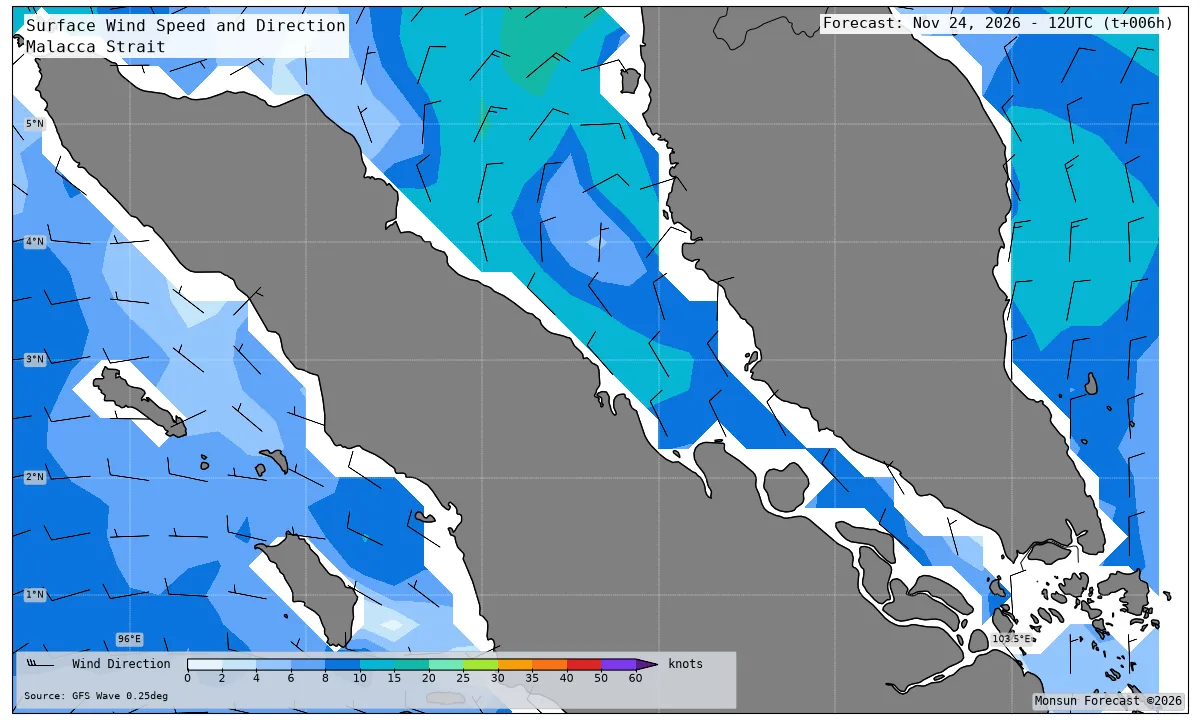 Surface Wind Speed and Direction
Malacca Strait
Forecast: Nov 24, 2026 - 12UTC (t+006h)
5°N
4°N
3°N
2°N
1°N
96°E
103.5°E
Wind Direction
knots
0 2 4 6 8 10 15 20 25 30 35 40 50 60
Source: GFS Wave 0.25deg
Monsun Forecast ©2026